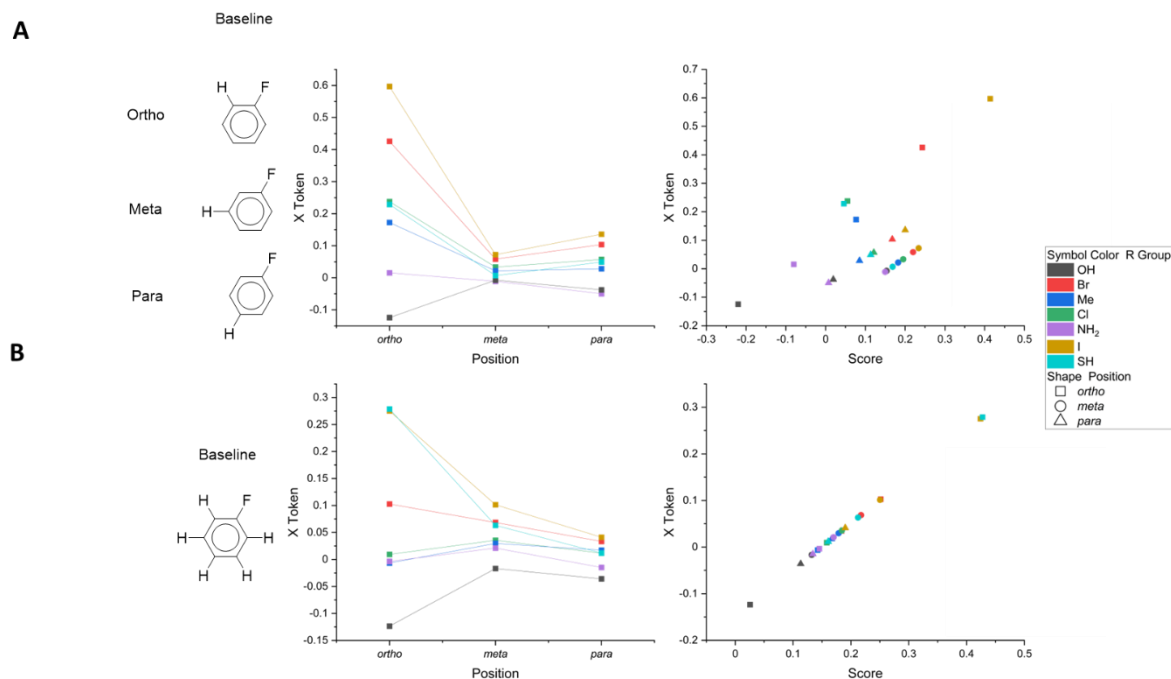 A
Baseline
Ortho
H
F
Meta
H
F
Para
F
H
X Token
0.6
0.5
0.4
0.3
0.2
0.1
0.0
-0.1
ortho
meta
para
Position
X Token
0.7
0.6
0.5
0.4
0.3
0.2
0.1
0.0
-0.1
-0.2
-0.3
-0.2
-0.1
0.0
0.1
0.2
0.3
0.4
0.5
Score
Symbol Color R Group
OH
Br
Me
Cl
NH2
I
SH
Shape Position
ortho
meta
para
B
Baseline
H
F
H
H
H
H
X Token
0.3
0.25
0.2
0.15
0.1
0.05
0
-0.05
-0.1
-0.15
ortho
meta
para
Position
X Token
0.3
0.2
0.1
0
-0.1
-0.2
0
0.1
0.2
0.3
0.4
0.5
Score